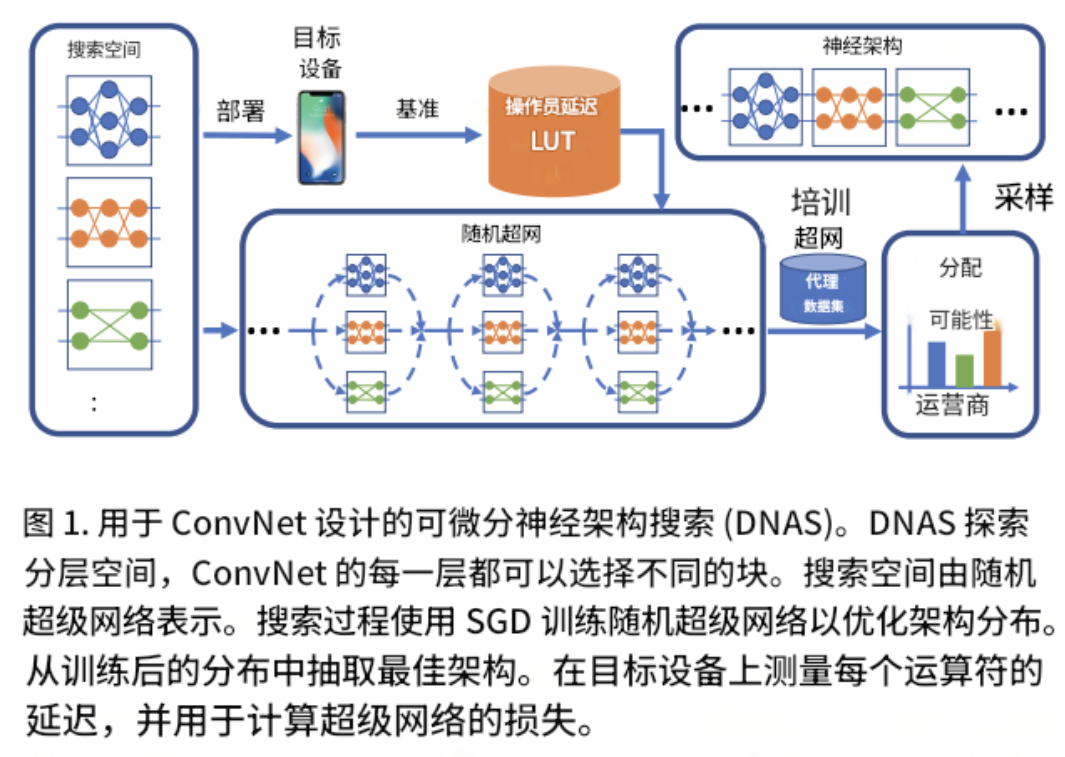 搜索空间
:
部署
目标
设备
基准
操作员延迟
LUT
神经架构
...
...
随机超网
...
...
培训
超网
代理
数据集
采样
分配
可能性
运营商
图 1. 用于 ConvNet 设计的可微分神经架构搜索 (DNAS)。DNAS 探索
分层空间，ConvNet 的每一层都可以选择不同的块。搜索空间由随机
超级网络表示。搜索过程使用 SGD 训练随机超级网络以优化架构分布。
从训练后的分布中抽取最佳架构。在目标设备上测量每个运算符的
延迟，并用于计算超级网络的损失。